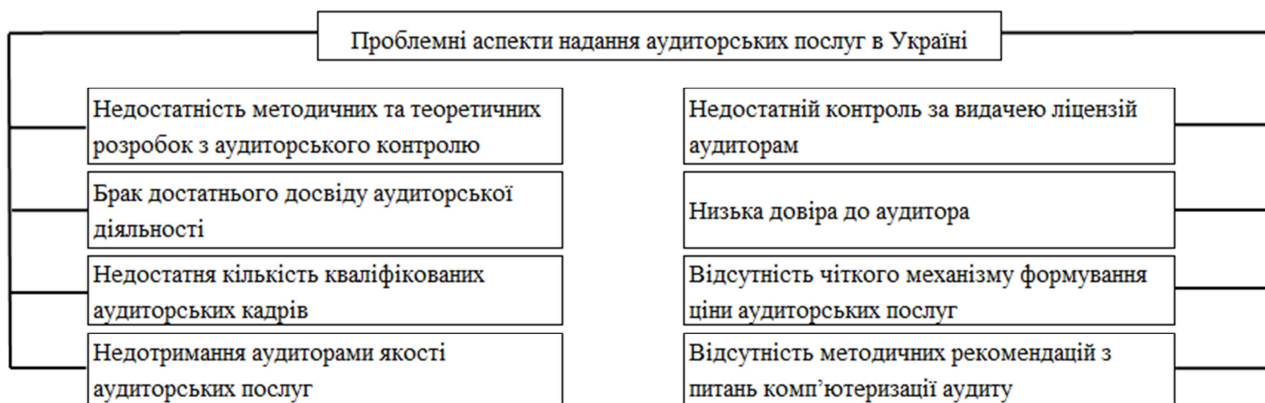 Проблемні аспекти надання аудиторських послуг в Україні
Недостатність методичних та теоретичних
розробок з аудиторського контролю
Брак достатнього досвіду аудиторської
діяльності
Недостатня кількість кваліфікованих
аудиторських кадрів
Недотримання аудиторами якості
аудиторських послуг
Недостатній контроль за видачею ліцензій
аудиторам
Низька довіра до аудитора
Відсутність чіткого механізму формування
ціни аудиторських послуг
Відсутність методичних рекомендацій з
питань комп’ютеризації аудиту